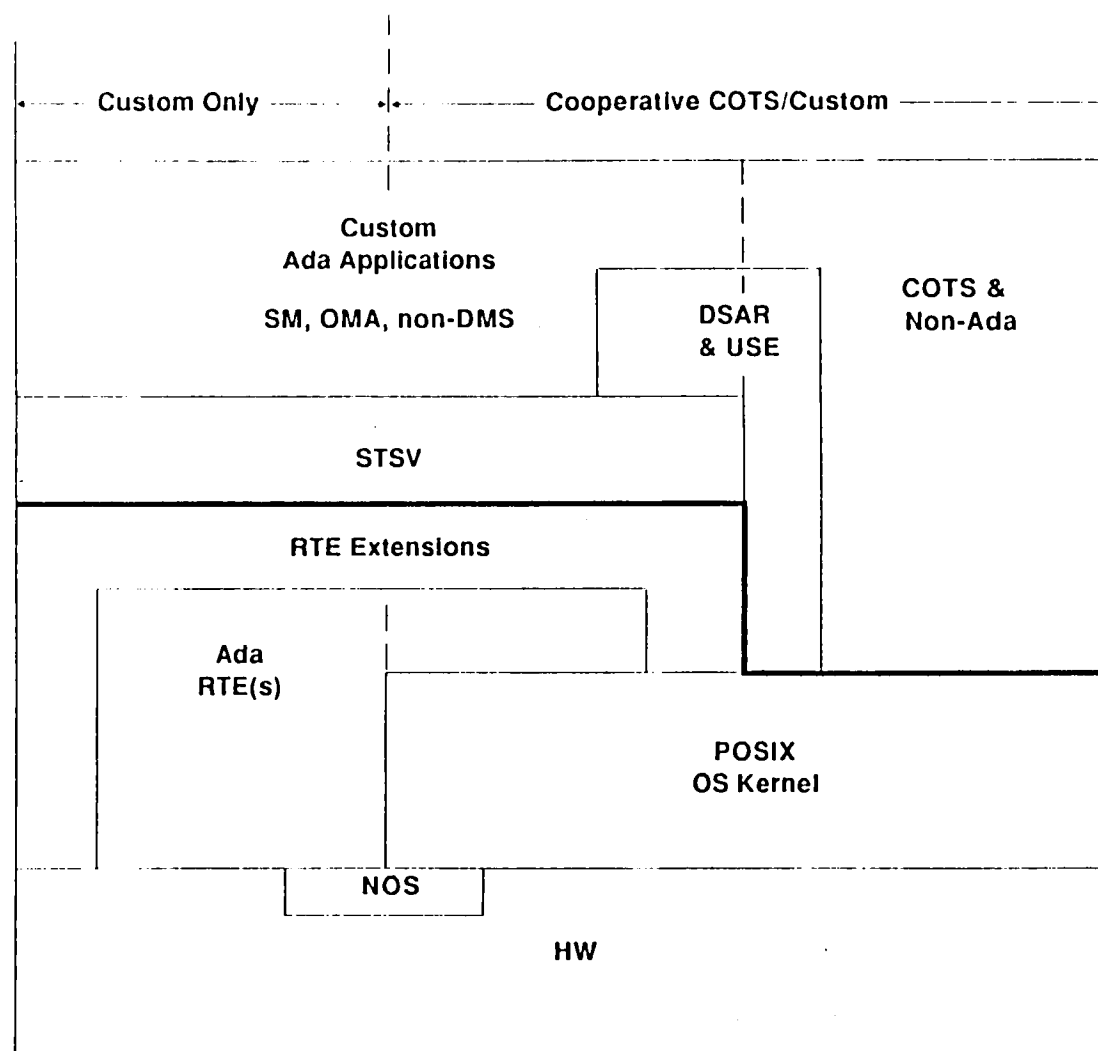 Custom Only
Cooperative COTS/Custom
Custom
Ada Applications
SM, OMA, non-DMS
DSAR
& USE
COTS &
Non-Ada
STSV
RTE Extensions
Ada
RTE(s)
POSIX
OS Kernel
NOS
HW